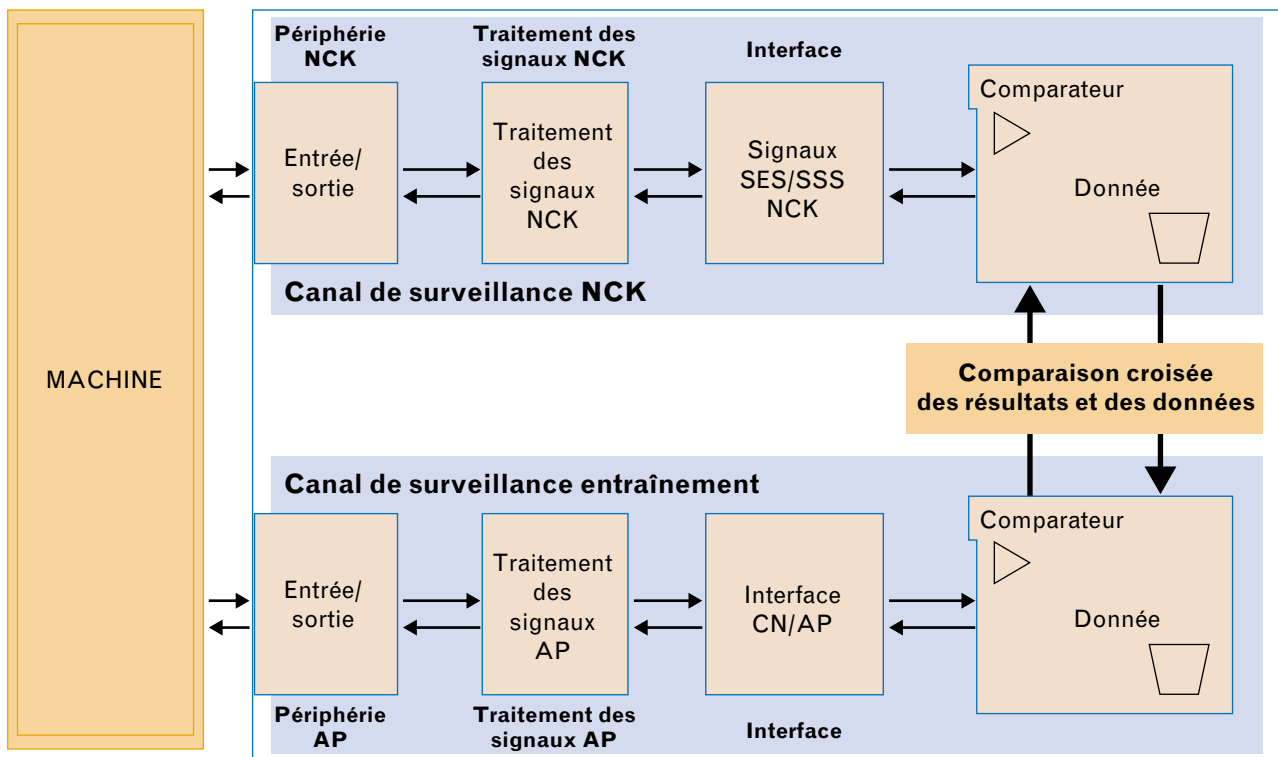 MACHINE
Périphérie
NCK
Traitement des
signaux NCK
Interface
Entrée/
sortie
Traitement
des
signaux
NCK
Signaux
SES/SSS
NCK
Comparateur
Donnée
Canal de surveillance NCK
Comparaison croisée
des résultats et des données
Canal de surveillance entraînement
Entrée/
sortie
Traitement
des
signaux
AP
Interface
CN/AP
Comparateur
Donnée
Périphérie
AP
Traitement des
signaux AP
Interface